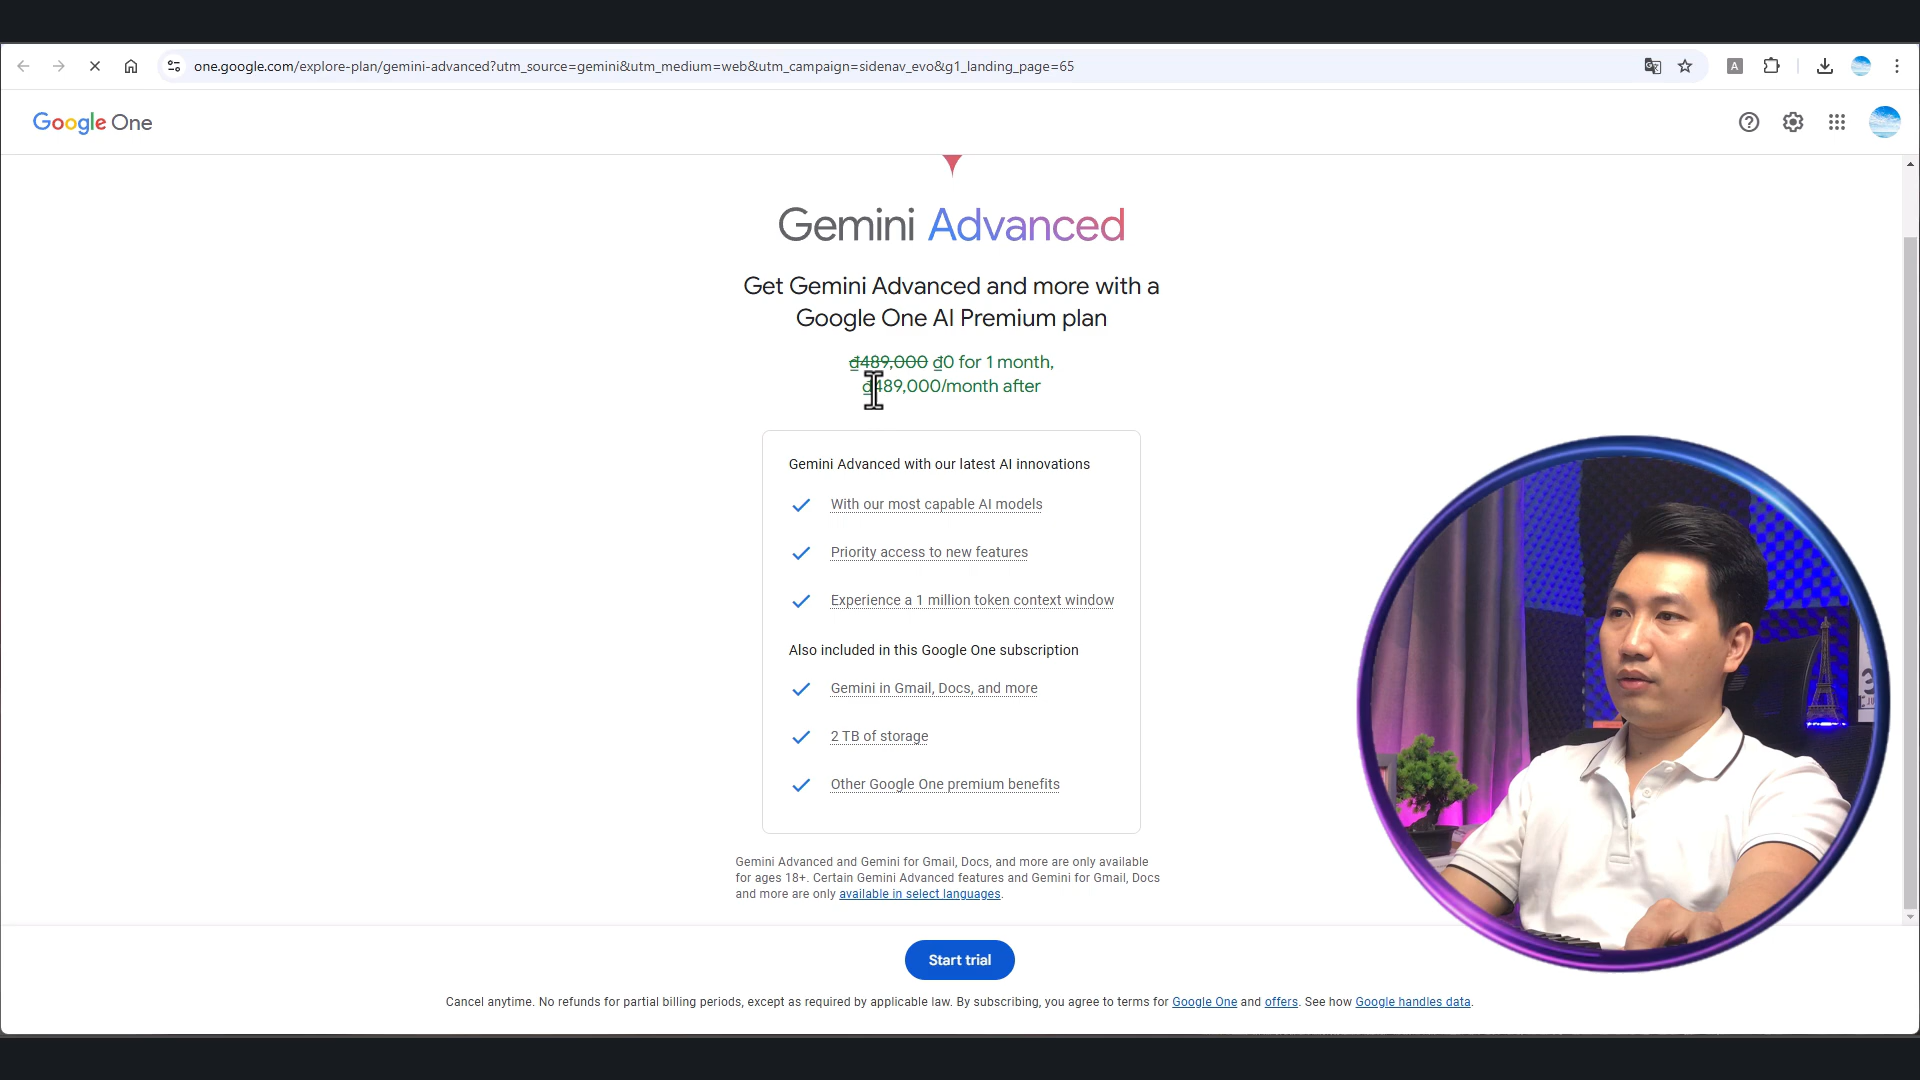 one.google.com/explore-plan/gemini-advanced?utm_source=gemini&utm_medium=web&utm_campaign=sidenav_evo&g1_landing_page=65
A
Google One
Gemini Advanced
Get Gemini Advanced and more with a
Google One AI Premium plan
₫489,000 ₫0 for 1 month,
₫489,000/month after
Gemini Advanced with our latest AI innovations
With our most capable AI models
Priority access to new features
Experience a 1 million token context window
Also included in this Google One subscription
Gemini in Gmail, Docs, and more
2 TB of storage
Other Google One premium benefits
Gemini Advanced and Gemini for Gmail, Docs, and more are only available
for ages 18+. Certain Gemini Advanced features and Gemini for Gmail, Docs
and more are only available in select languages.
Start trial
Cancel anytime. No refunds for partial billing periods, except as required by applicable law. By subscribing, you agree to terms for Google One and offers. See how Google handles data.